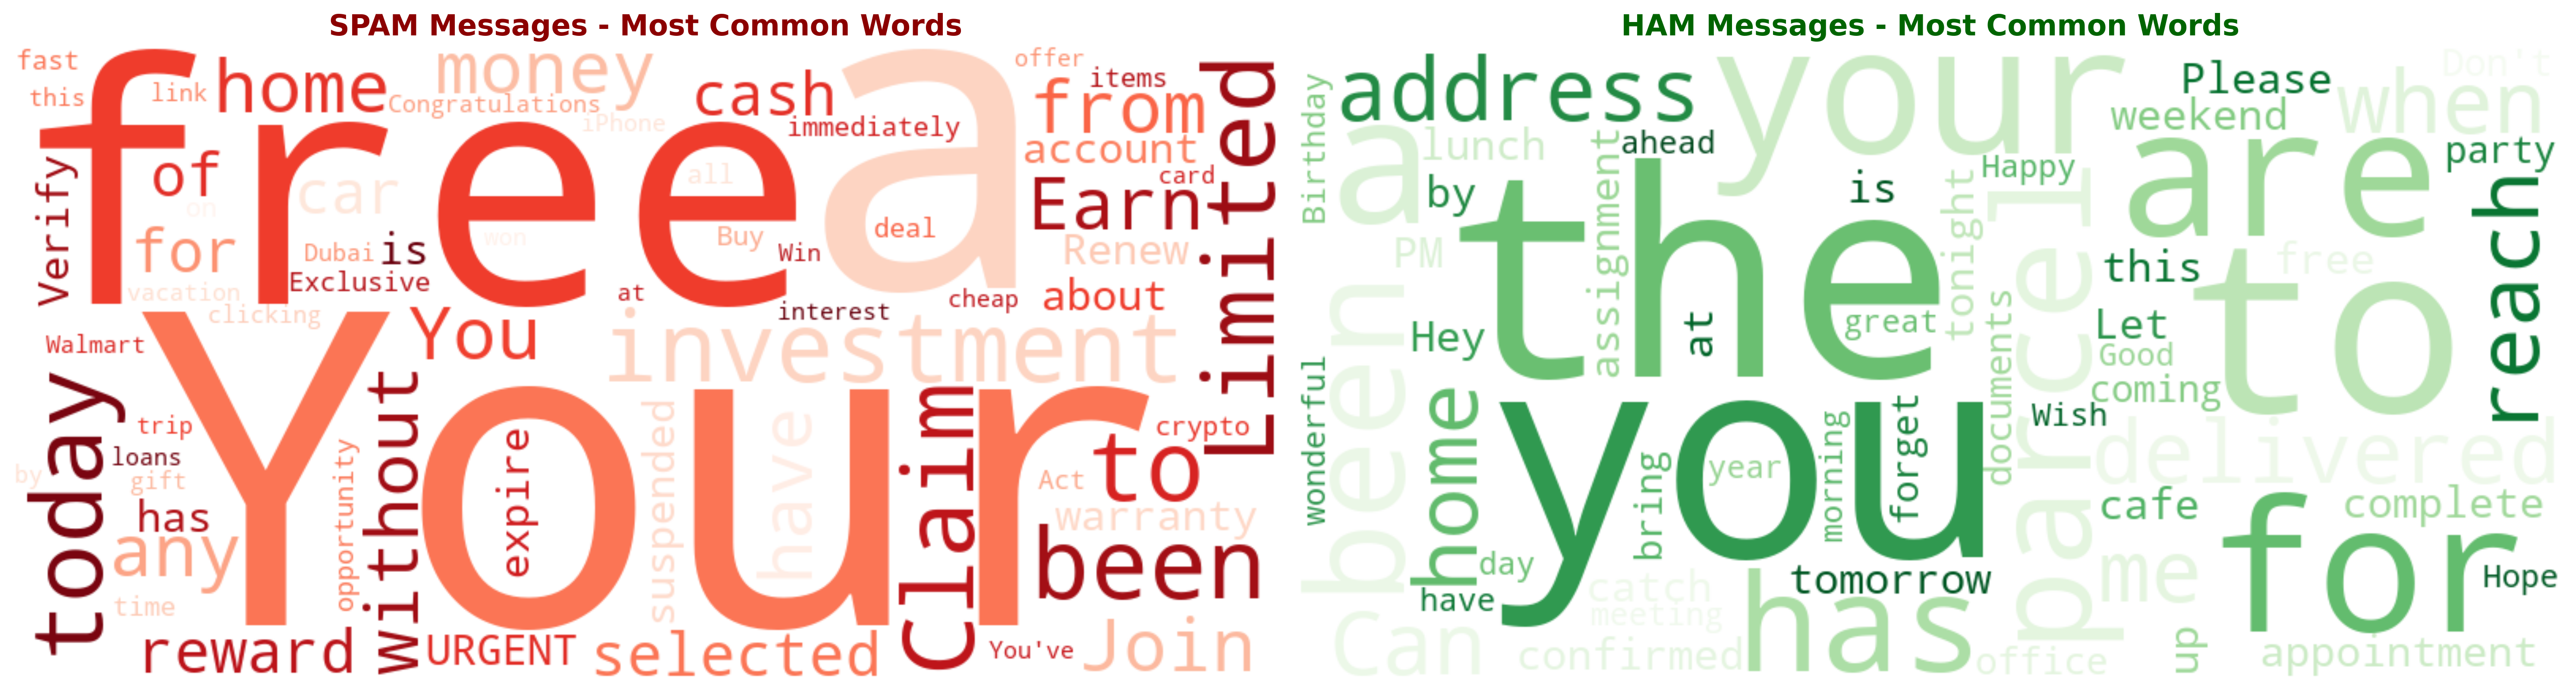 SPAM Messages - Most Common Words
fast
this
link
home
money
Congratulations
iPhone
cash
immediately
offer
items
from
account
card
Earn
Limited
free
a
Verify
of
on
car
all
for
Dubai
is
Exclusive
won
Buy
Win
deal
Renew
vacation
clicking
at
interest
cheap
about
Walmart
Your
You
investment
today
trip
loans
by
gift
has
any
time
opportunity
without
expire
suspended
have
Claim
crypto
to
Act
warranty
been
reward
URGENT
selected
You've
Join
HAM Messages - Most Common Words
Birthday
address
your
Please
weekend
Don't
when
a
lunch
ahead
by
is
Happy
are
party
PM
assignment
the
tonight
parcel
this
free
reach
been
Hey
at
great
documents
Let
Good
coming
to
wonderful
home
you
year
bring
morning
forget
Wish
delivered
day
have
cafe
complete
me
for
Hope
catch
meeting
tomorrow
Can
confirmed
has
office
up
appointment